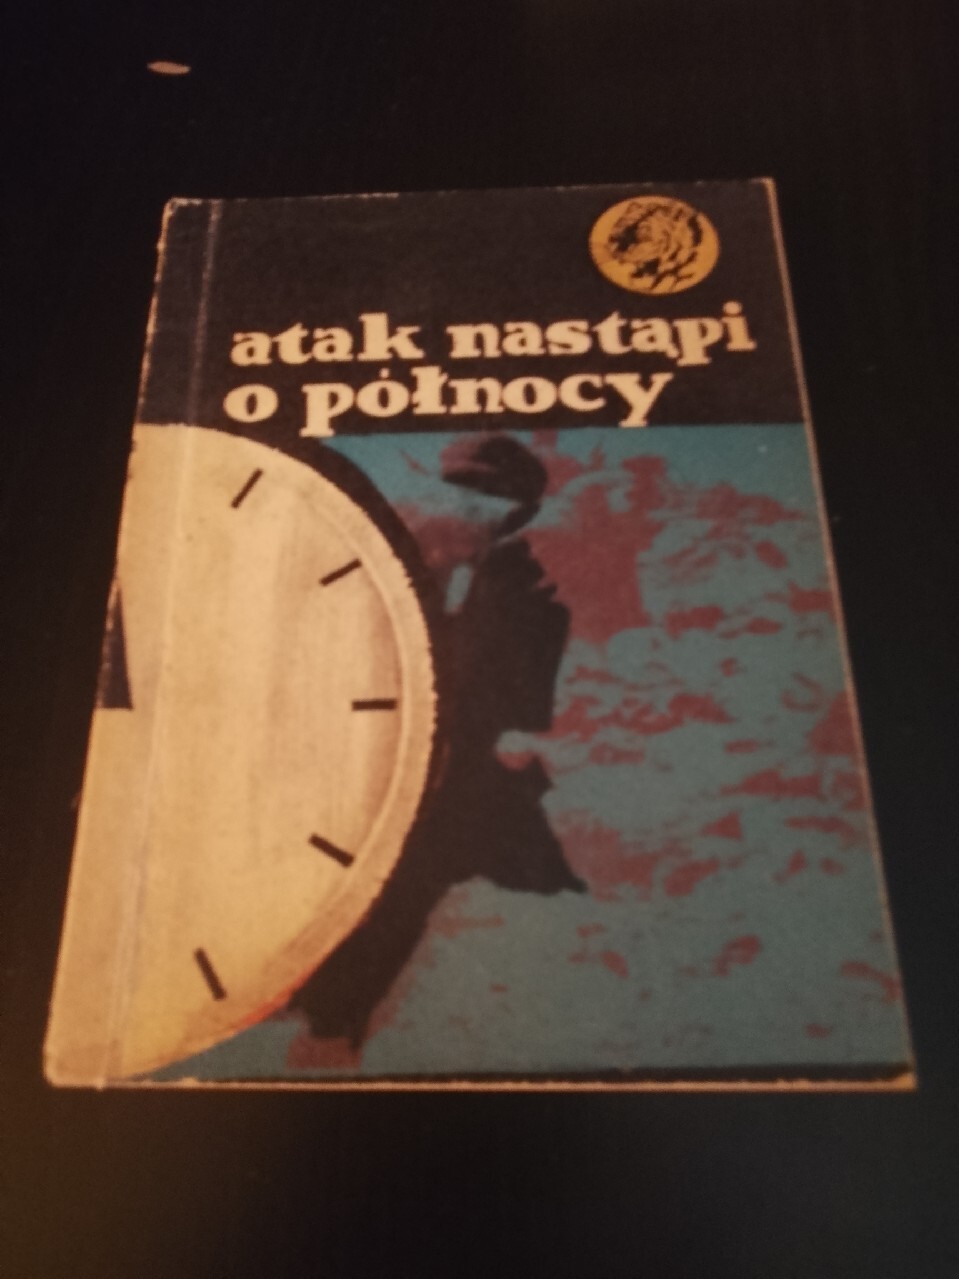 atak nastąpi
o północy